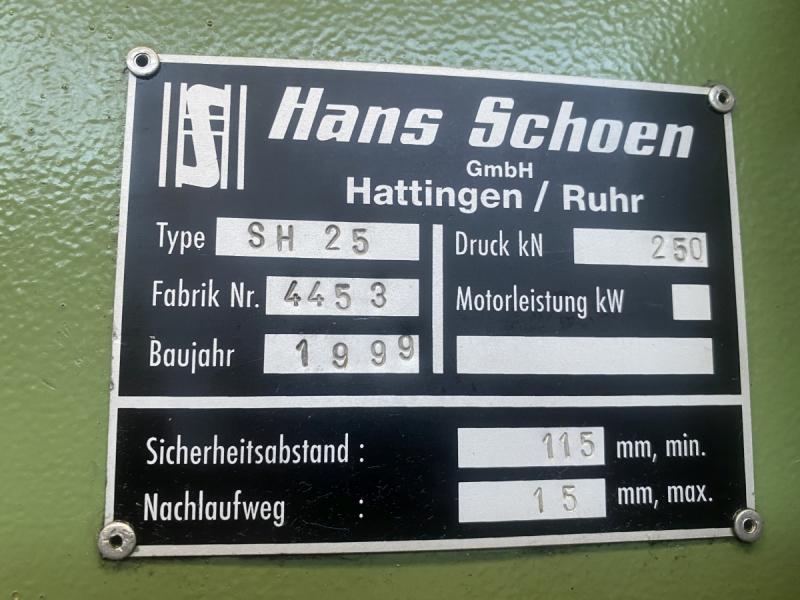 Hans Schoen
GmbH
Hattingen / Ruhr
Type SH 25
Fabrik Nr. 4453
Baujahr 1999
Druck kN 250
Motorleistung kW
Sicherheitsabstand : 115 mm, min.
Nachlaufweg : 15 mm, max.